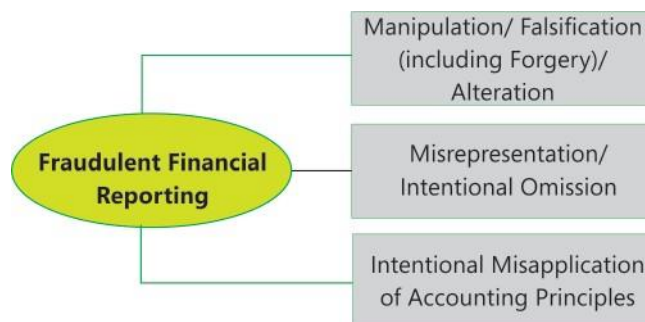 Manipulation/ Falsification
(including Forgery)/
Alteration
Fraudulent Financial
Reporting
Misrepresentation/
Intentional Omission
Intentional Misapplication
of Accounting Principles